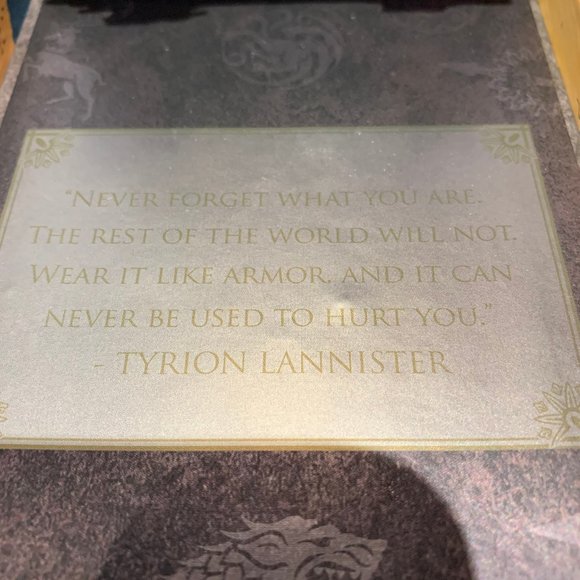 “NEVER FORGET WHAT YOU ARE.
THE REST OF THE WORLD WILL NOT.
WEAR IT LIKE ARMOR, AND IT CAN
NEVER BE USED TO HURT YOU.”
- TYRION LANNISTER